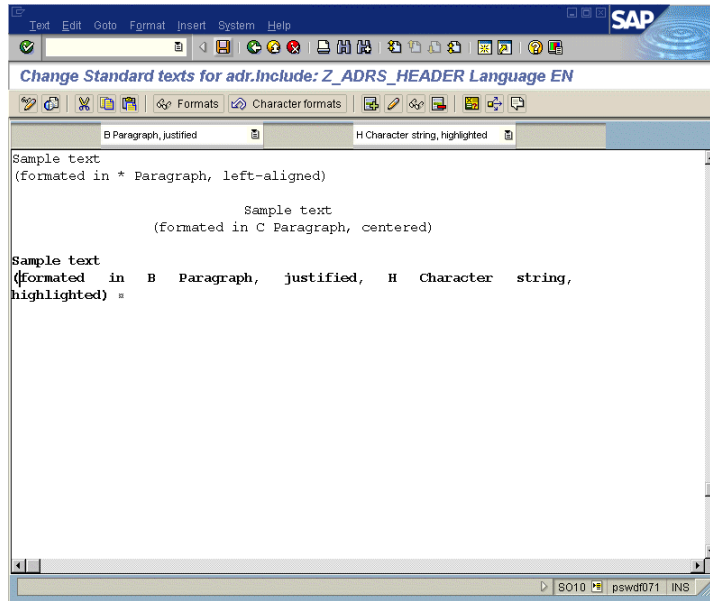 Text Edit Goto Format Insert System Help
SAP
Change Standard texts for adr.Include: Z_ADRS_HEADER Language EN
Formats Character formats
B Paragraph, justified H Character string, highlighted
Sample text
(formated in * Paragraph, left-aligned)
Sample text
(formated in C Paragraph, centered)
Sample text
(formated in B Paragraph, justified, H Character string,
highlighted) ¤
SO10 pswdf071 INS